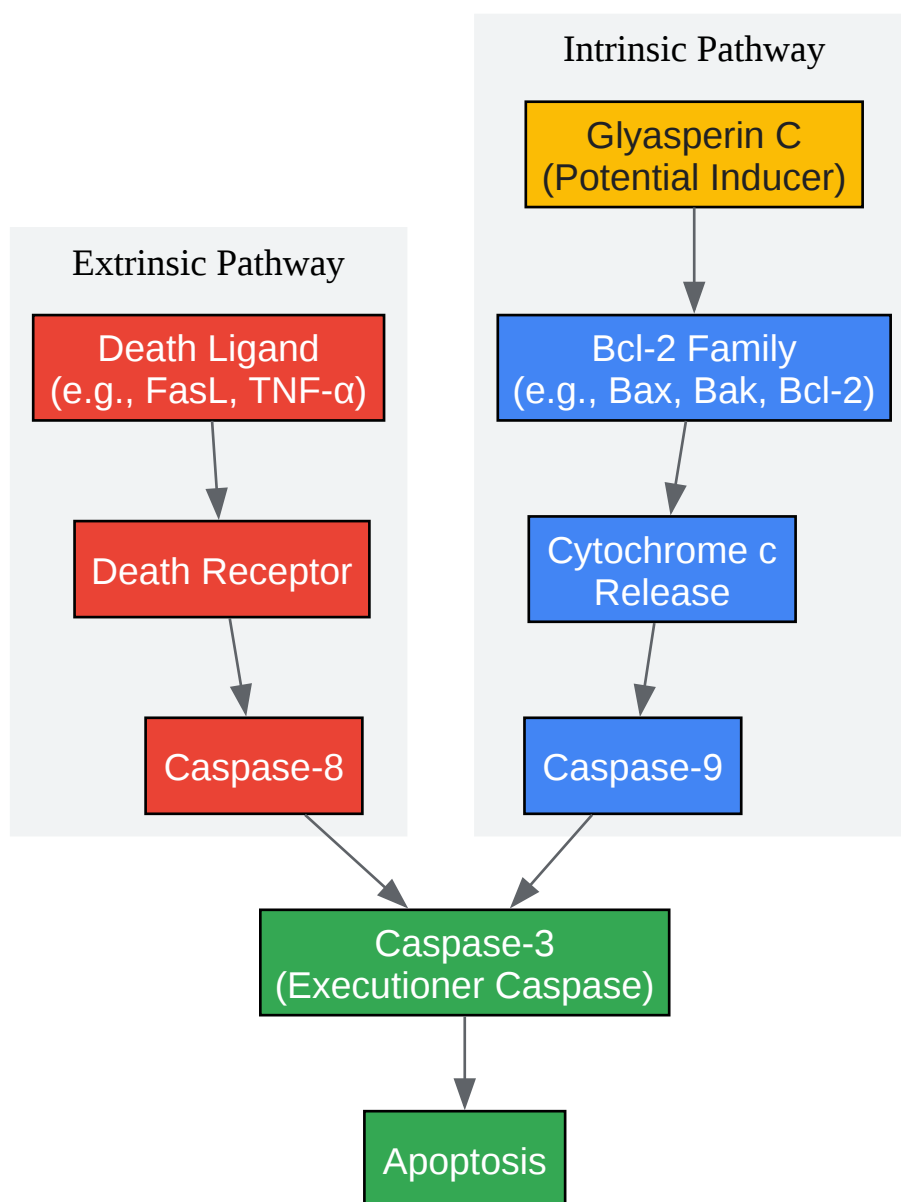 Intrinsic Pathway
Glyasperin C
(Potential Inducer)
Extrinsic Pathway
Death Ligand
(e.g., FasL, TNF-α)
Bcl-2 Family
(e.g., Bax, Bak, Bcl-2)
Death Receptor
Cytochrome c
Release
Caspase-8
Caspase-9
Caspase-3
(Executioner Caspase)
Apoptosis